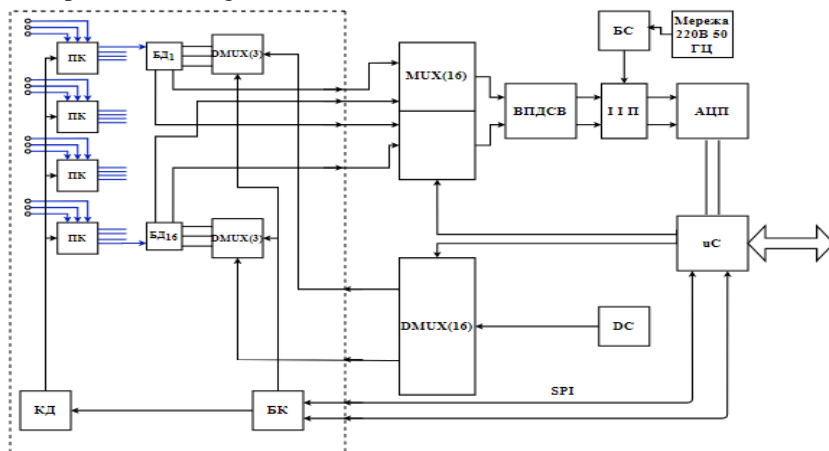 БС
Мережа
220В 50
ГЦ
ПК
БД1
DMUX(3)
MUX(16)
ВПДСВ
І І П
АЦП
ПК
ПК
ПК
БД16
DMUX(3)
uC
DMUX(16)
DC
SPI
КД
БК